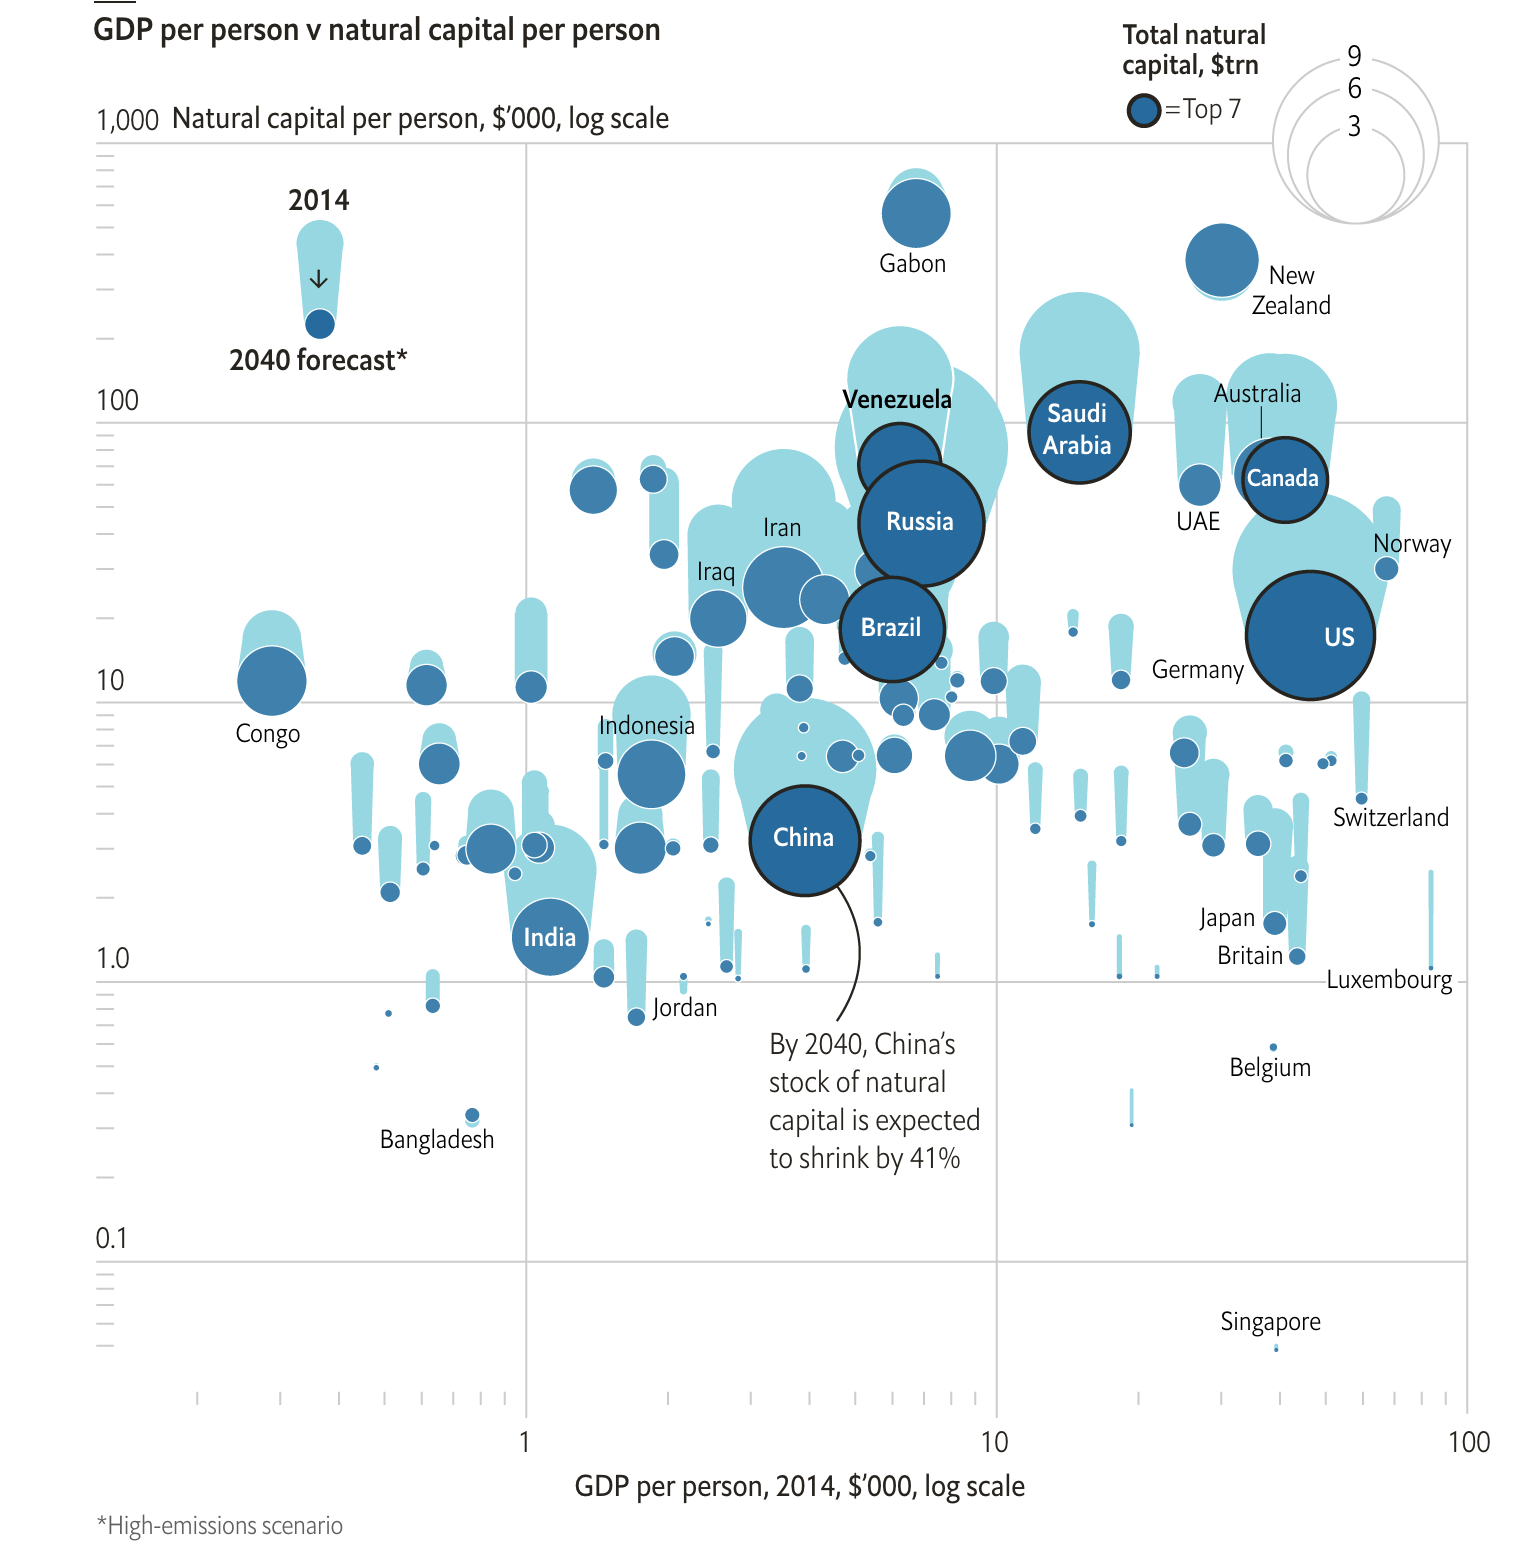 GDP per person v natural capital per person
Total natural
capital, $trn
=Top 7
9
6
3
1,000 Natural capital per person, $’000, log scale
2014
2040 forecast*
Gabon
New
Zealand
100
Venezuela
Saudi
Arabia
Australia
Canada
UAE
Russia
Norway
Iran
Iraq
Brazil
US
Germany
10
Congo
Indonesia
China
Switzerland
India
Japan
Britain
1.0
Luxembourg
Jordan
By 2040, China’s
stock of natural
capital is expected
to shrink by 41%
Belgium
Bangladesh
0.1
Singapore
1
10
100
GDP per person, 2014, $’000, log scale
*High-emissions scenario